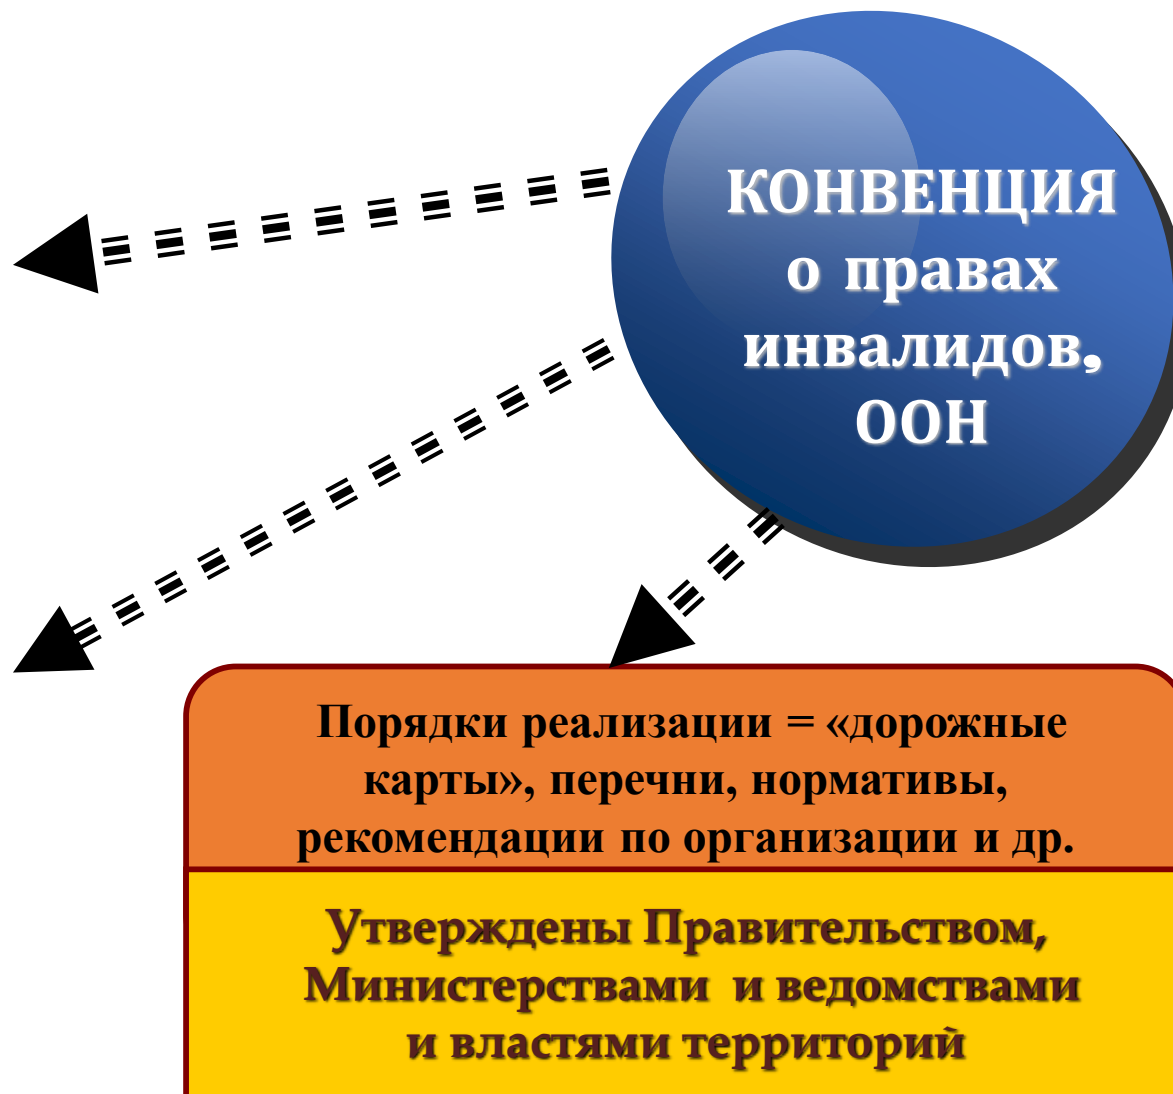 КОНВЕНЦИЯ
о правах
инвалидов,
ООН
Порядки реализации = «дорожные
карты», перечни, нормативы,
рекомендации по организации и др.
Утверждены Правительством,
Министерствами и ведомствами
и властями территорий